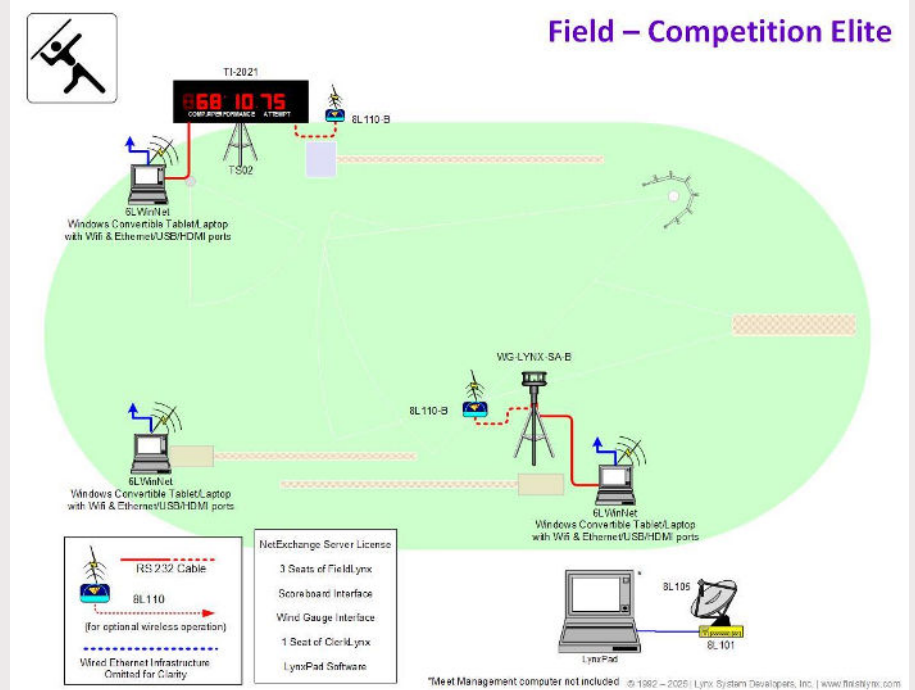 Field – Competition Elite
TI-2021
68 10.75
COMP.# PERFORMANCE ATTEMPT
8L110-B
TS02
6LWinNet
Windows Convertible Tablet/Laptop
with Wifi & Ethernet/USB/HDMI ports
WG-LYNX-SA-B
8L110-B
6LWinNet
Windows Convertible Tablet/Laptop
with Wifi & Ethernet/USB/HDMI ports
6LWinNet
Windows Convertible Tablet/Laptop
with Wifi & Ethernet/USB/HDMI ports
RS 232 Cable
8L110
(for optional wireless operation)
Wired Ethernet Infrastructure
Omitted for Clarity
NetExchange Server License
3 Seats of FieldLynx
Scoreboard Interface
Wind Gauge Interface
1 Seat of ClerkLynx
LynxPad Software
*
8L105
8L101
LynxPad
*Meet Management computer not included
© 1992 – 2025 | Lynx System Developers, Inc. | www.finishlynx.com